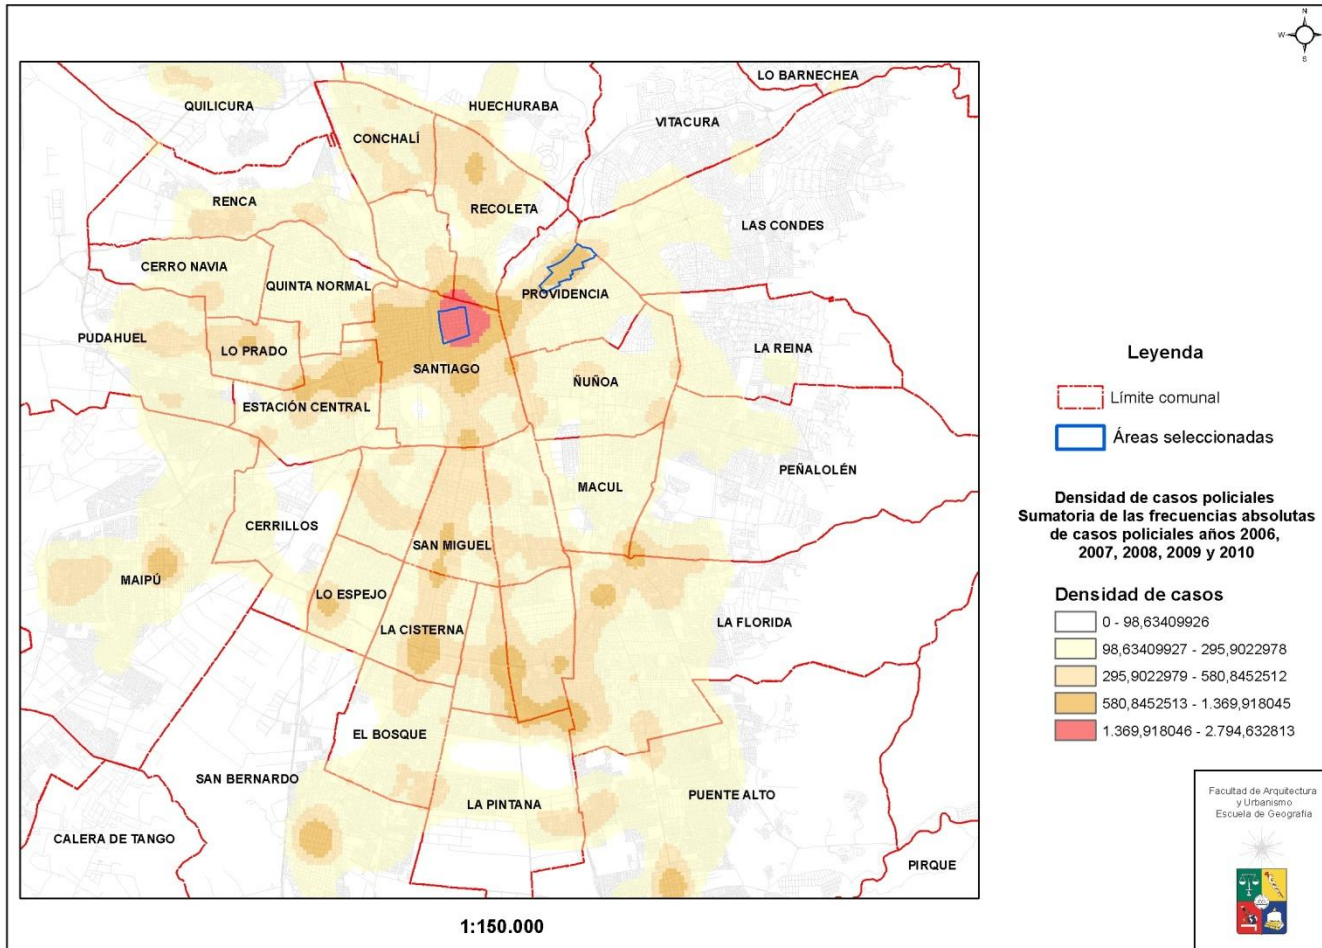 N
W
S
LO BARNECHEA
QUILICURA
HUECHURABA
VITACURA
CONCHALÍ
RENCA
RECOLETA
LAS CONDES
CERRO NAVIA
QUINTA NORMAL
PROVIDENCIA
PUDAHUEL
LO PRADO
LA REINA
SANTIAGO
ÑUÑOA
ESTACIÓN CENTRAL
PEÑALOLÉN
MACUL
CERRILLOS
SAN MIGUEL
MAIPÚ
LO ESPEJO
LA CISTERNA
LA FLORIDA
EL BOSQUE
SAN BERNARDO
LA PINTANA
PUENTE ALTO
CALERA DE TANGO
PIRQUE
1:150.000
Leyenda
Límite comunal
Áreas seleccionadas
Densidad de casos policiales
Sumatoria de las frecuencias absolutas
de casos policiales años 2006,
2007, 2008, 2009 y 2010
Densidad de casos
0 - 98,63409926
98,63409927 - 295,9022978
295,9022979 - 580,8452512
580,8452513 - 1.369,918045
1.369,918046 - 2.794,632813
Facultad de Arquitectura
y Urbanismo
Escuela de Geografía